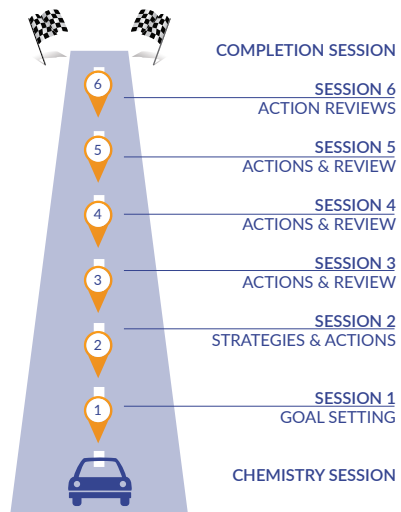 COMPLETION SESSION
6
SESSION 6
ACTION REVIEWS
5
SESSION 5
ACTIONS & REVIEW
4
SESSION 4
ACTIONS & REVIEW
3
SESSION 3
ACTIONS & REVIEW
2
SESSION 2
STRATEGIES & ACTIONS
1
SESSION 1
GOAL SETTING
CHEMISTRY SESSION